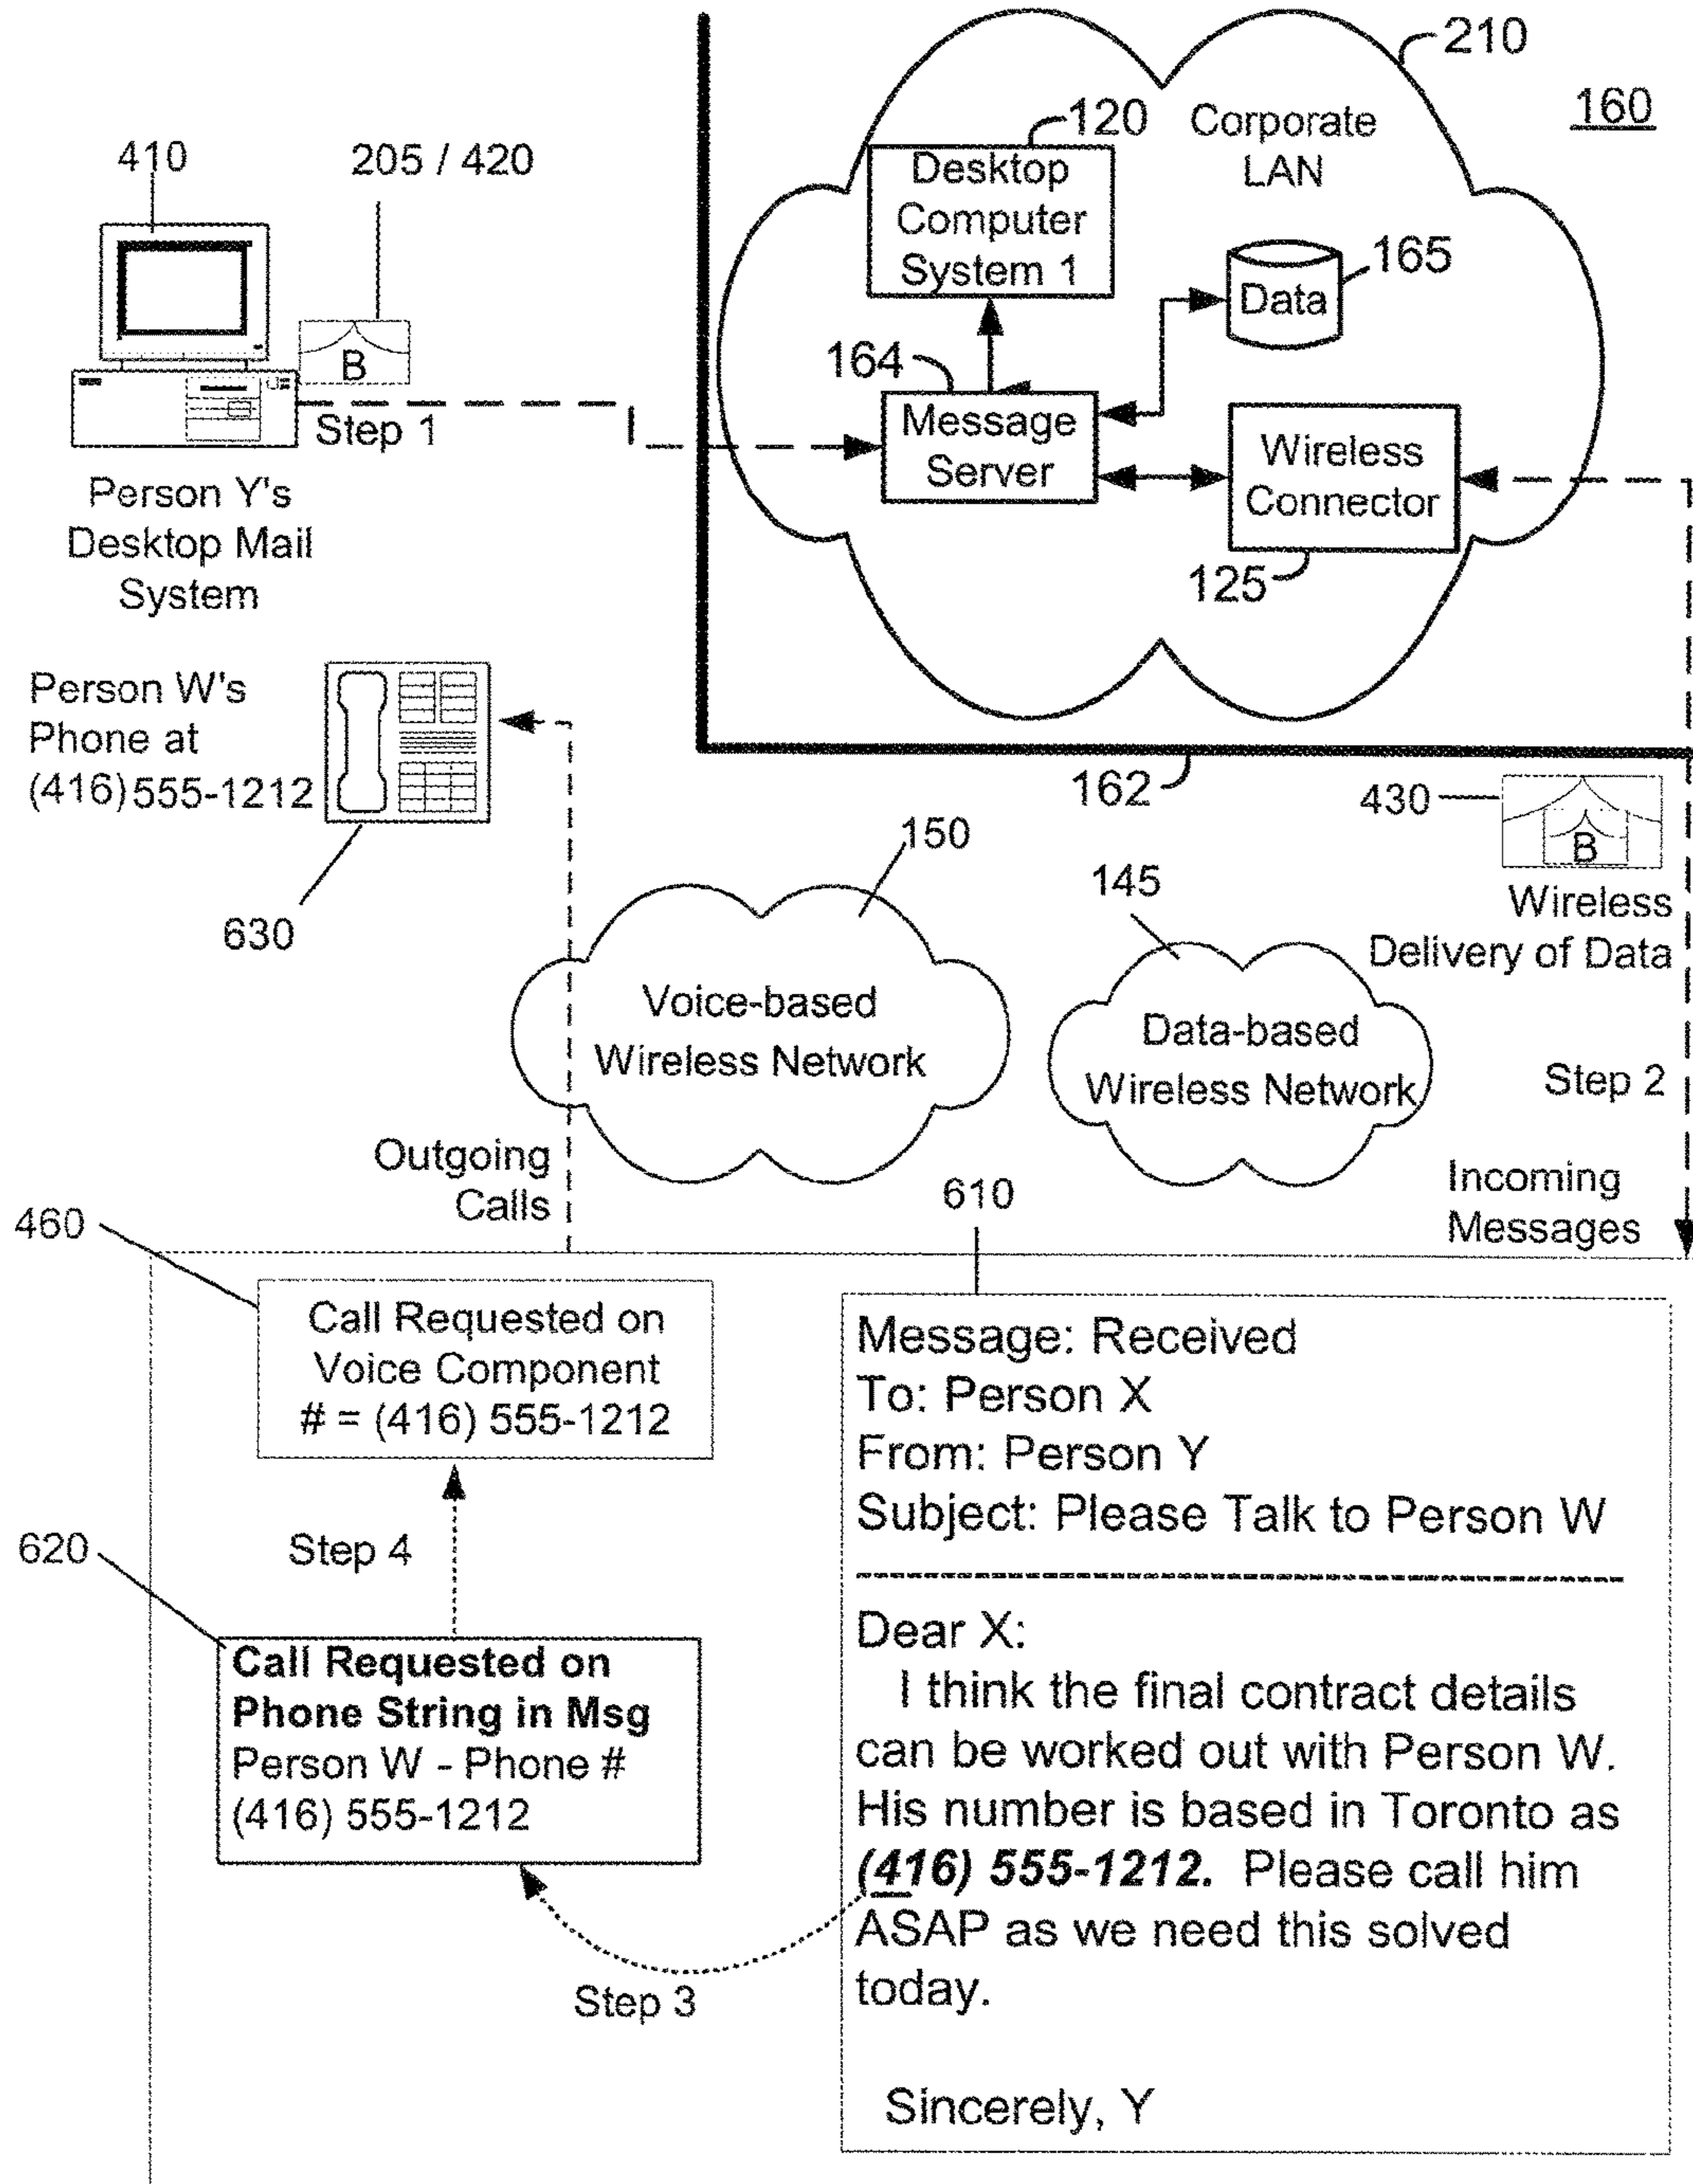 210
160
120
Corporate
LAN
410
205 / 420
Desktop
Computer
System 1
165
Data
B
164
Step 1
Message
Server
Wireless
Connector
125
Person Y's
Desktop Mail
System
Person W's
Phone at
(416) 555-1212
630
162
430
B
Wireless
Delivery of Data
150
145
Voice-based
Wireless Network
Data-based
Wireless Network
Step 2
Outgoing
Calls
Incoming
Messages
610
460
Call Requested on
Voice Component
# = (416) 555-1212
Step 4
620
Call Requested on
Phone String in Msg
Person W - Phone #
(416) 555-1212
Step 3
Message: Received
To: Person X
From: Person Y
Subject: Please Talk to Person W
Dear X:
I think the final contract details
can be worked out with Person W.
His number is based in Toronto as
(416) 555-1212. Please call him
ASAP as we need this solved
today.
Sincerely, Y